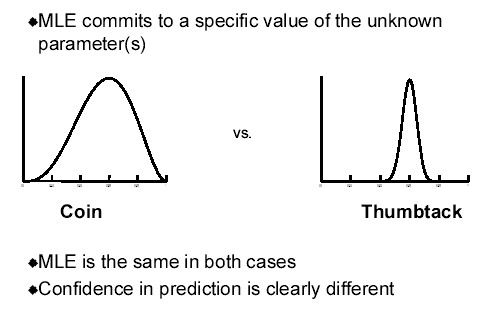 ◆MLE commits to a specific value of the unknown
parameter(s)
vs.
Coin
Thumbtack
◆MLE is the same in both cases
◆Confidence in prediction is clearly different